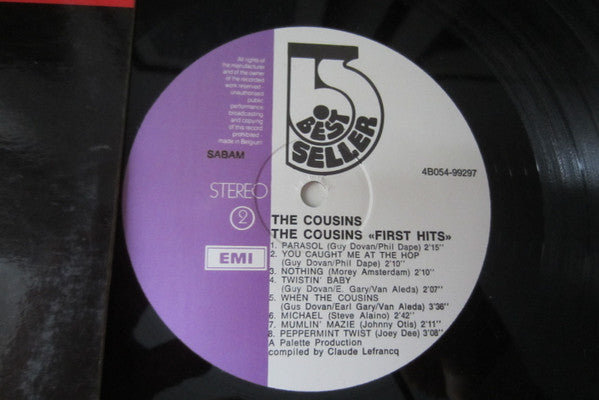 All rights of
the manufacturer
and of the owner
of the recorded
work reserved -
unauthorised
public
performance
broadcasting
and copying
of this record
prohibited -
made in Belgium
SABAM
STEREO
2
EMI
5
BEST
SELLER
4B054-99297
THE COUSINS
THE COUSINS «FIRST HITS»
1. PARASOL (Guy Dovan/Phil Dape) 2'15''
2. YOU CAUGHT ME AT THE HOP
(Guy Dovan/Phil Dape) 2'10''
3. NOTHING (Morey Amsterdam) 2'10''
4. TWISTIN' BABY
(Guy Dovan/E. Gary/Van Aleda) 2'07''
5. WHEN THE COUSINS
(Gus Dovan/Earl Gary/Van Aleda) 3'36''
6. MICHAEL (Steve Alaino) 2'42''
7. MUMLIN' MAZIE (Johnny Otis) 2'11''
8. PEPPERMINT TWIST (Joey Dee) 3'08''
A Palette Production
compiled by Claude Lefrancq